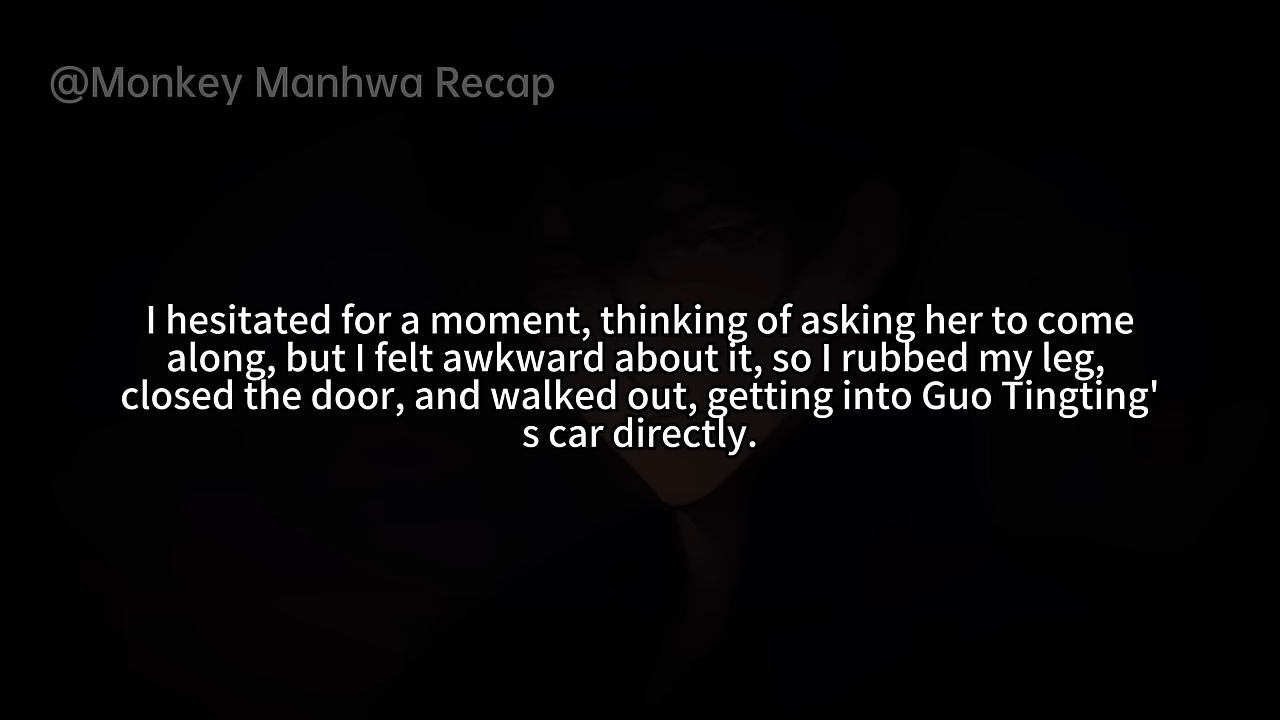 @Monkey Manhwa Recap
I hesitated for a moment, thinking of asking her to come
along, but I felt awkward about it, so I rubbed my leg,
closed the door, and walked out, getting into Guo Tingting'
s car directly.